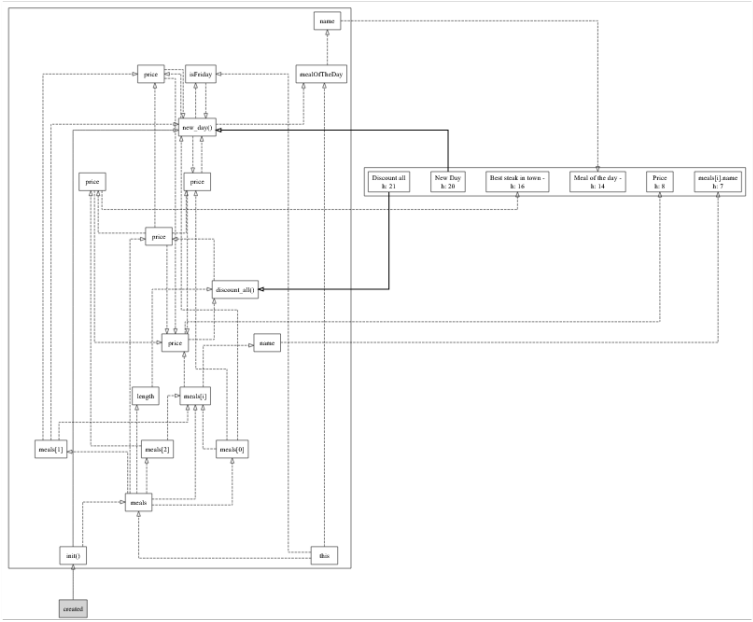 name
price
isFriday
mealOfTheDay
new_day()
price
price
Discount all
h: 21
New Day
h: 20
Best steak in town -
h: 16
Meal of the day -
h: 14
Price
h: 8
meals[i].name
h: 7
price
discount_all()
price
name
length
meals[i]
meals[1]
meals[2]
meals[0]
meals
init()
this
created